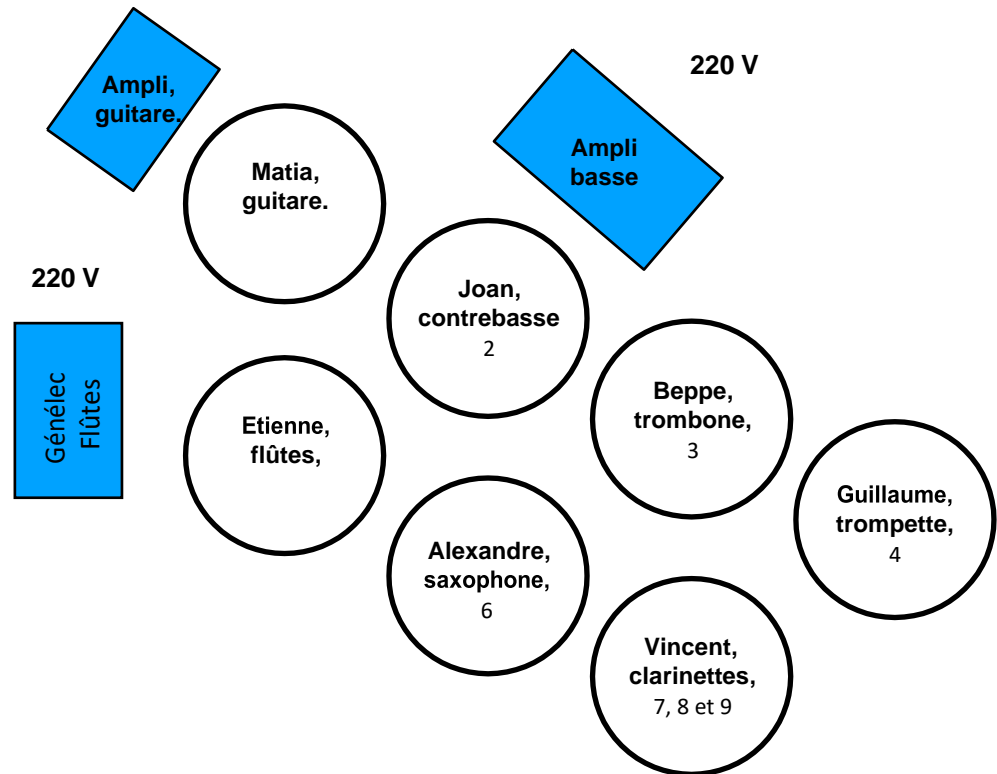 220 V
Ampli,
guitare.
Ampli
basse
Matia,
guitare.
220 V
Joan,
contrebasse
2
Génélec
Flûtes
Etienne,
flûtes,
Beppe,
trombone,
3
Guillaume,
trompette,
4
Alexandre,
saxophone,
6
Vincent,
clarinettes,
7, 8 et 9